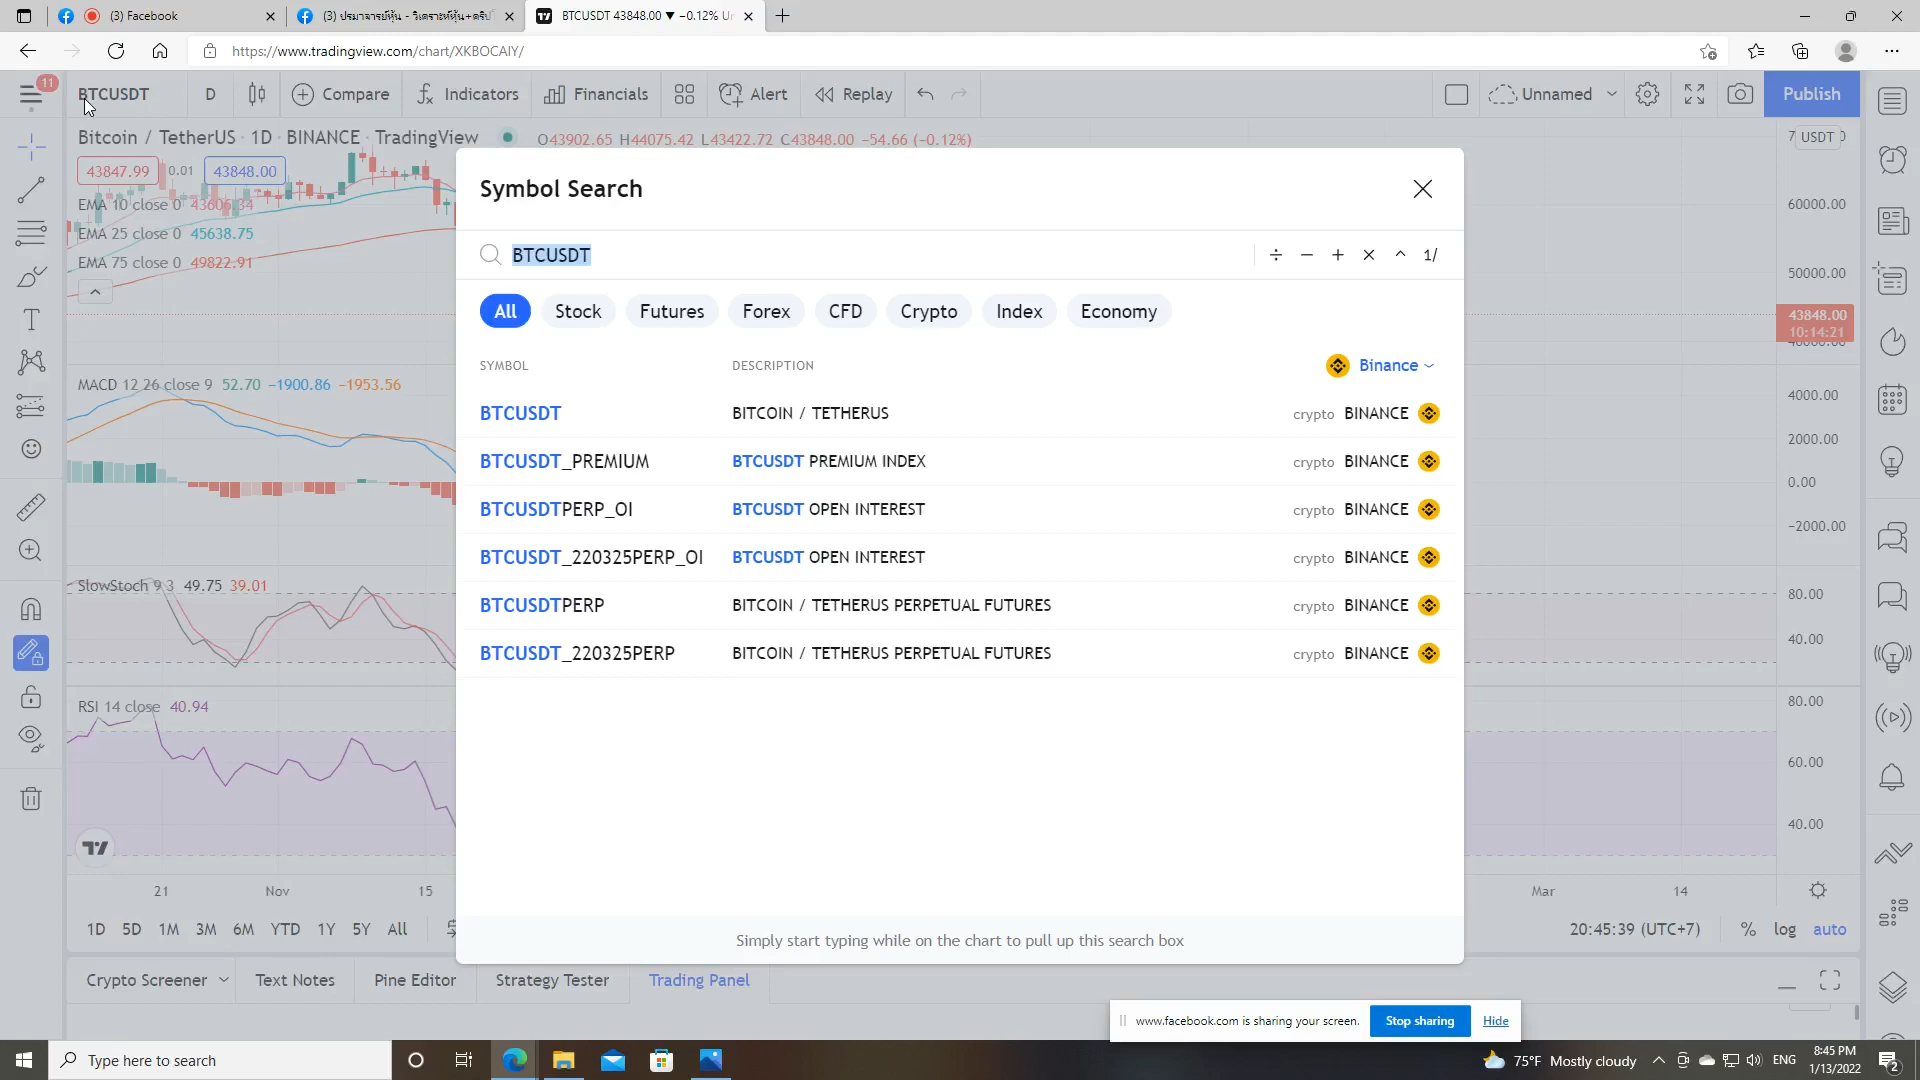 (3) Facebook
(3) ปรมาจารย์หุ้น - วิเคราะห์หุ้น+คริปโ
BTCUSDT 43848.00 ▼ −0.12% Un
https://www.tradingview.com/chart/XKBOCAIY/
11
BTCUSDT
D
Compare
Indicators
Financials
Alert
Replay
Unnamed
Publish
Bitcoin / TetherUS · 1D · BINANCE · TradingView
O43902.65 H44075.42 L43422.72 C43848.00 −54.66 (−0.12%)
USDT
43847.99
0.01
43848.00
EMA 10 close 0 43606.34
EMA 25 close 0 45638.75
EMA 75 close 0 49822.91
60000.00
50000.00
43848.00
10:14:21
40000.00
Symbol Search
BTCUSDT
÷ − + × ^ 1/
All
Stock
Futures
Forex
CFD
Crypto
Index
Economy
SYMBOL
DESCRIPTION
Binance
BTCUSDT BITCOIN / TETHERUS crypto BINANCE
BTCUSDT_PREMIUM BTCUSDT PREMIUM INDEX crypto BINANCE
BTCUSDTPERP_OI BTCUSDT OPEN INTEREST crypto BINANCE
BTCUSDT_220325PERP_OI BTCUSDT OPEN INTEREST crypto BINANCE
BTCUSDTPERP BITCOIN / TETHERUS PERPETUAL FUTURES crypto BINANCE
BTCUSDT_220325PERP BITCOIN / TETHERUS PERPETUAL FUTURES crypto BINANCE
Simply start typing while on the chart to pull up this search box
MACD 12 26 close 9 52.70 −1900.86 −1953.56
4000.00
2000.00
0.00
−2000.00
SlowStoch 9 3 49.75 39.01
80.00
40.00
RSI 14 close 40.94
80.00
60.00
40.00
21
Nov
15
Mar
14
1D 5D 1M 3M 6M YTD 1Y 5Y All
20:45:39 (UTC+7)
%
log
auto
Crypto Screener
Text Notes
Pine Editor
Strategy Tester
Trading Panel
www.facebook.com is sharing your screen.
Stop sharing
Hide
Type here to search
75°F Mostly cloudy
ENG
8:45 PM
1/13/2022
2